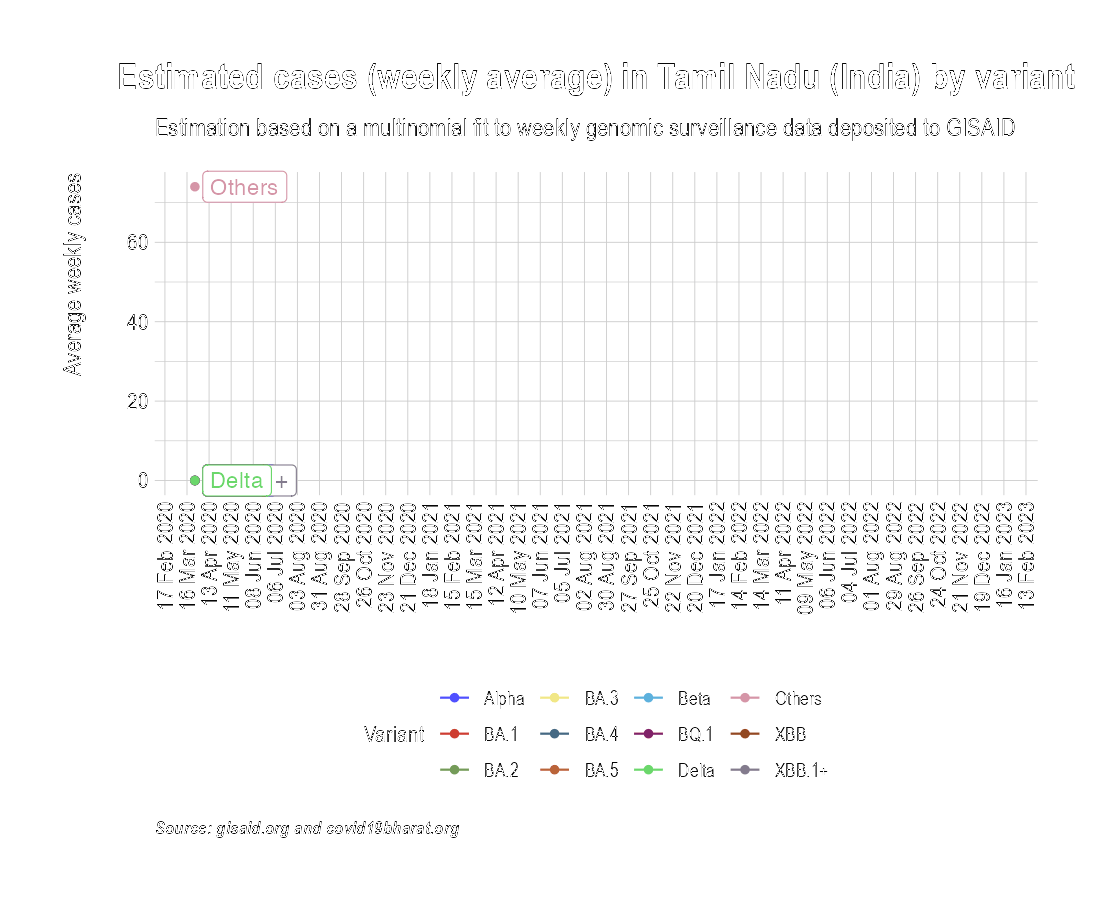 Estimated cases (weekly average) in Tamil Nadu (India) by variant
Estimation based on a multinomial fit to weekly genomic surveillance data deposited to GISAID
Average weekly cases
Others
60
40
20
0
Delta
+
17 Feb 2020
16 Mar 2020
13 Apr 2020
11 May 2020
08 Jun 2020
06 Jul 2020
03 Aug 2020
31 Aug 2020
28 Sep 2020
26 Oct 2020
23 Nov 2020
21 Dec 2020
18 Jan 2021
15 Feb 2021
15 Mar 2021
12 Apr 2021
10 May 2021
07 Jun 2021
05 Jul 2021
02 Aug 2021
30 Aug 2021
27 Sep 2021
25 Oct 2021
22 Nov 2021
20 Dec 2021
17 Jan 2022
14 Feb 2022
14 Mar 2022
11 Apr 2022
09 May 2022
06 Jun 2022
04 Jul 2022
01 Aug 2022
29 Aug 2022
26 Sep 2022
24 Oct 2022
21 Nov 2022
19 Dec 2022
16 Jan 2023
13 Feb 2023
Variant
Alpha BA.3 Beta Others
BA.1 BA.4 BQ.1 XBB
BA.2 BA.5 Delta XBB.1+
Source: gisaid.org and covid19bharat.org